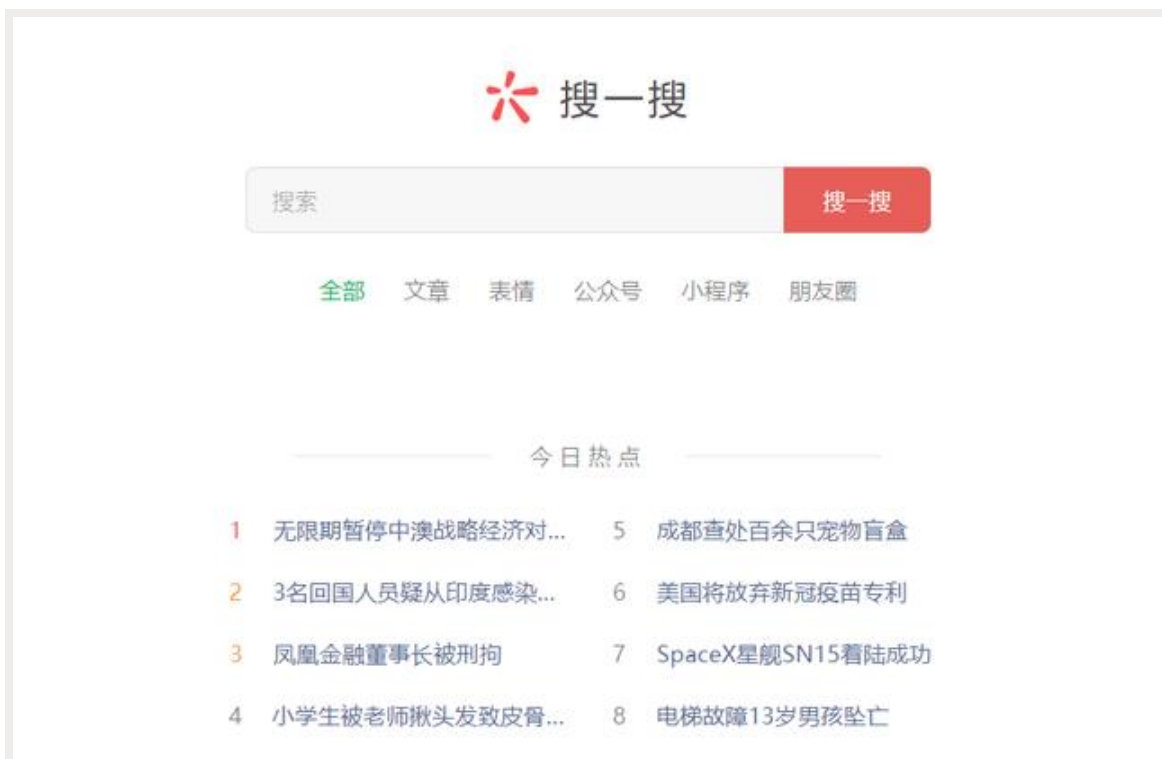 搜一搜
搜索 搜一搜
全部 文章 表情 公众号 小程序 朋友圈
今日热点
1 无限期暂停中澳战略经济对...
5 成都查处百余只宠物盲盒
2 3名回国人员疑从印度感染...
6 美国将放弃新冠疫苗专利
3 凤凰金融董事长被刑拘
7 SpaceX星舰SN15着陆成功
4 小学生被老师揪头发致皮骨...
8 电梯故障13岁男孩坠亡